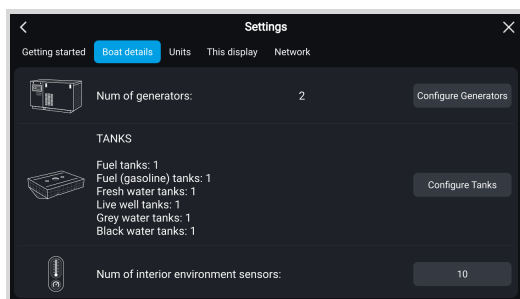 Settings
Getting started Boat details Units This display Network
Num of generators: 2 Configure Generators
TANKS
Fuel tanks: 1
Fuel (gasoline) tanks: 1
Fresh water tanks: 1
Live well tanks: 1
Grey water tanks: 1
Black water tanks: 1
Configure Tanks
Num of interior environment sensors: 10